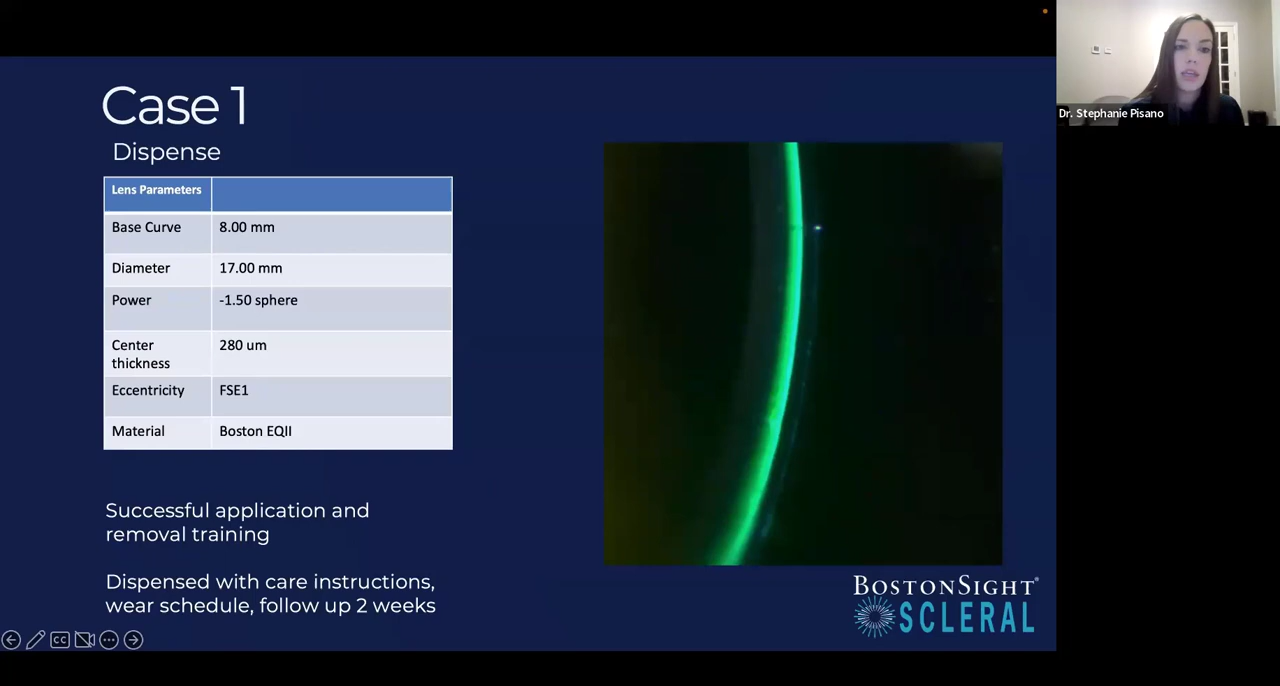 Case 1
Dispense
Lens Parameters
Base Curve 8.00 mm
Diameter 17.00 mm
Power -1.50 sphere
Center
thickness 280 um
Eccentricity FSE1
Material Boston EQII
Successful application and
removal training
Dispensed with care instructions,
wear schedule, follow up 2 weeks
BOSTONSIGHT®
SCLERAL
CC
Dr. Stephanie Pisano